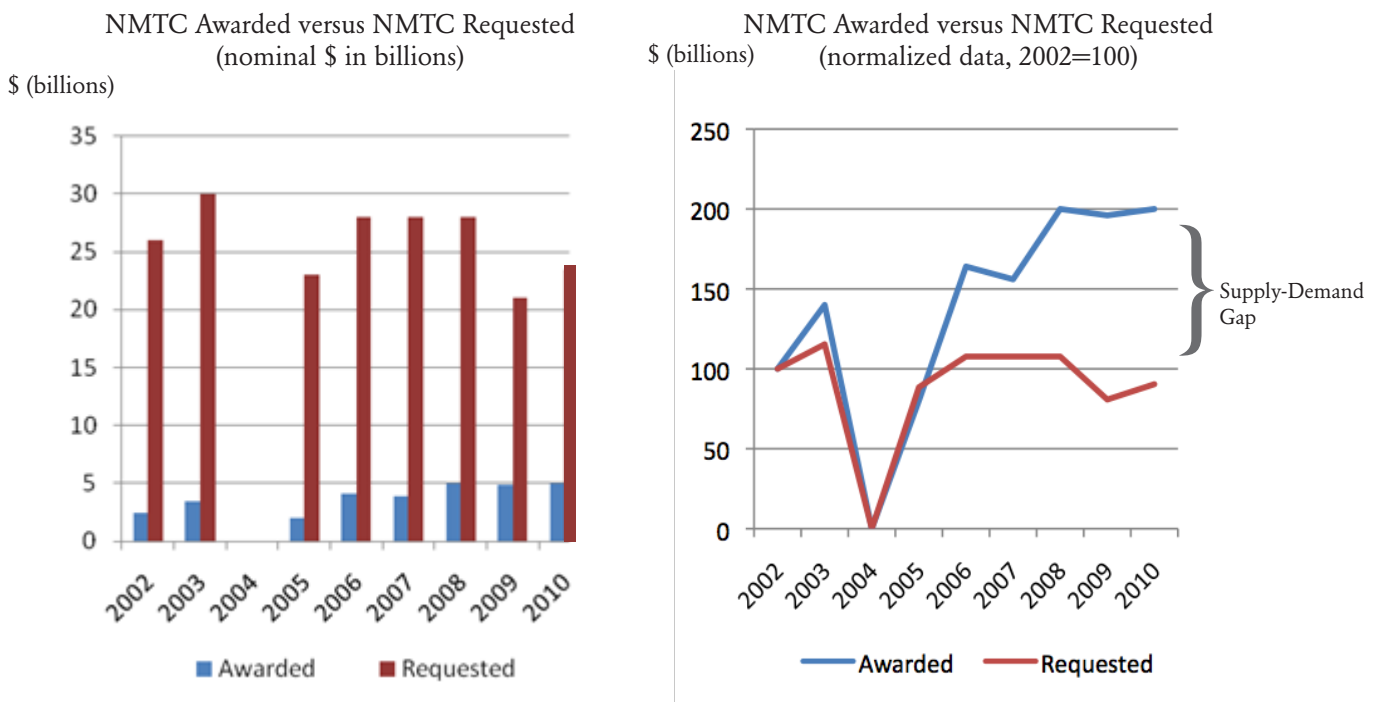 NMTC Awarded versus NMTC Requested
(nominal $ in billions)
$ (billions)
35
30
25
20
15
10
5
0
2002
2003
2004
2005
2006
2007
2008
2009
2010
Awarded
Requested
NMTC Awarded versus NMTC Requested
$ (billions)
(normalized data, 2002=100)
250
200
150
100
50
0
2002
2003
2004
2005
2006
2007
2008
2009
2010
Supply-Demand
Gap
Awarded
Requested